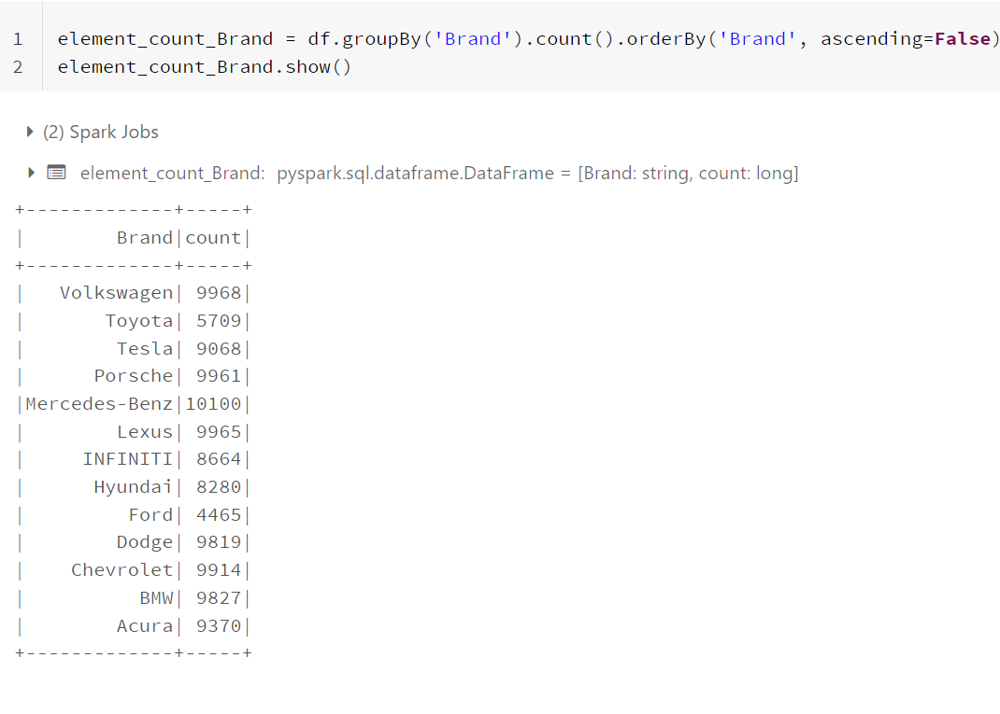 1 element_count_Brand = df.groupBy('Brand').count().orderBy('Brand', ascending=False)
2 element_count_Brand.show()
(2) Spark Jobs
element_count_Brand: pyspark.sql.dataframe.DataFrame = [Brand: string, count: long]
+-------------+-----+
|        Brand|count|
+-------------+-----+
|   Volkswagen| 9968|
|       Toyota| 5709|
|        Tesla| 9068|
|      Porsche| 9961|
|Mercedes-Benz|10100|
|        Lexus| 9965|
|     INFINITI| 8664|
|      Hyundai| 8280|
|         Ford| 4465|
|        Dodge| 9819|
|    Chevrolet| 9914|
|          BMW| 9827|
|        Acura| 9370|
+-------------+-----+